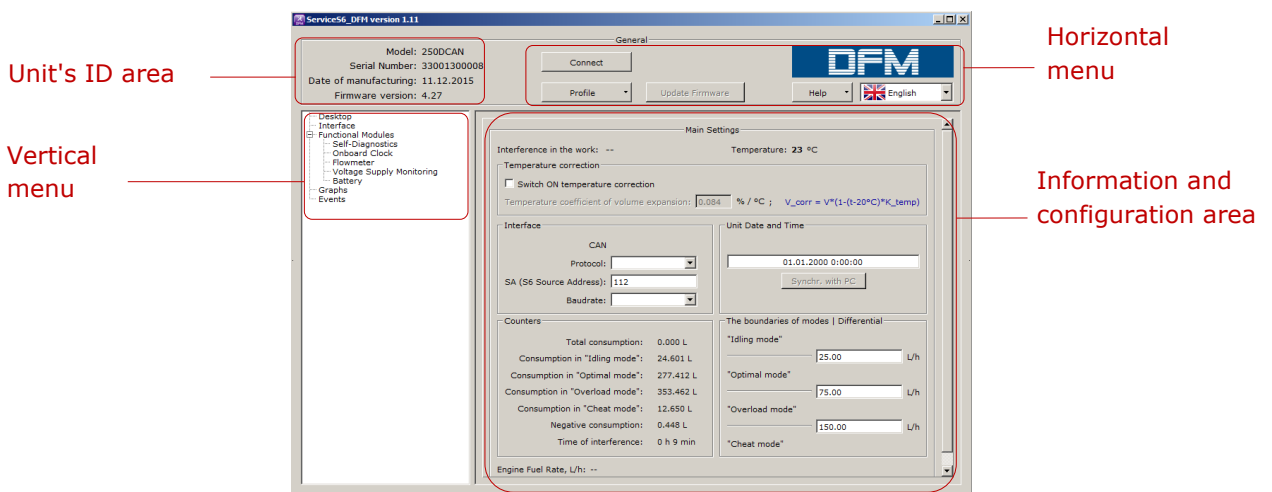 ServiceS6_DFM version 1.11
General
Model: 250DCAN
Serial Number: 33001300008
Date of manufacturing: 11.12.2015
Firmware version: 4.27
Connect
DFM
Profile
Update Firmware
Help
English
Unit's ID area
Horizontal
menu
Vertical
menu
Information and
configuration area
Desktop
Interface
Functional Modules
Self-Diagnostics
Onboard Clock
Flowmeter
Voltage Supply Monitoring
Battery
Graphs
Events
Main Settings
Interference in the work: --
Temperature: 23 ºC
Temperature correction
Switch ON temperature correction
Temperature coefficient of volume expansion: 0.084 % / ºC ; V_corr = V*(1-(t-20ºC)*K_temp)
Interface
CAN
Protocol:
SA (S6 Source Address): 112
Baudrate:
Unit Date and Time
01.01.2000 0:00:00
Synchr. with PC
Counters
Total consumption: 0.000 L
Consumption in "Idling mode": 24.601 L
Consumption in "Optimal mode": 277.412 L
Consumption in "Overload mode": 353.462 L
Consumption in "Cheat mode": 12.650 L
Negative consumption: 0.448 L
Time of interference: 0 h 9 min
The boundaries of modes | Differential
"Idling mode"
25.00 L/h
"Optimal mode"
75.00 L/h
"Overload mode"
150.00 L/h
"Cheat mode"
Engine Fuel Rate, L/h: --